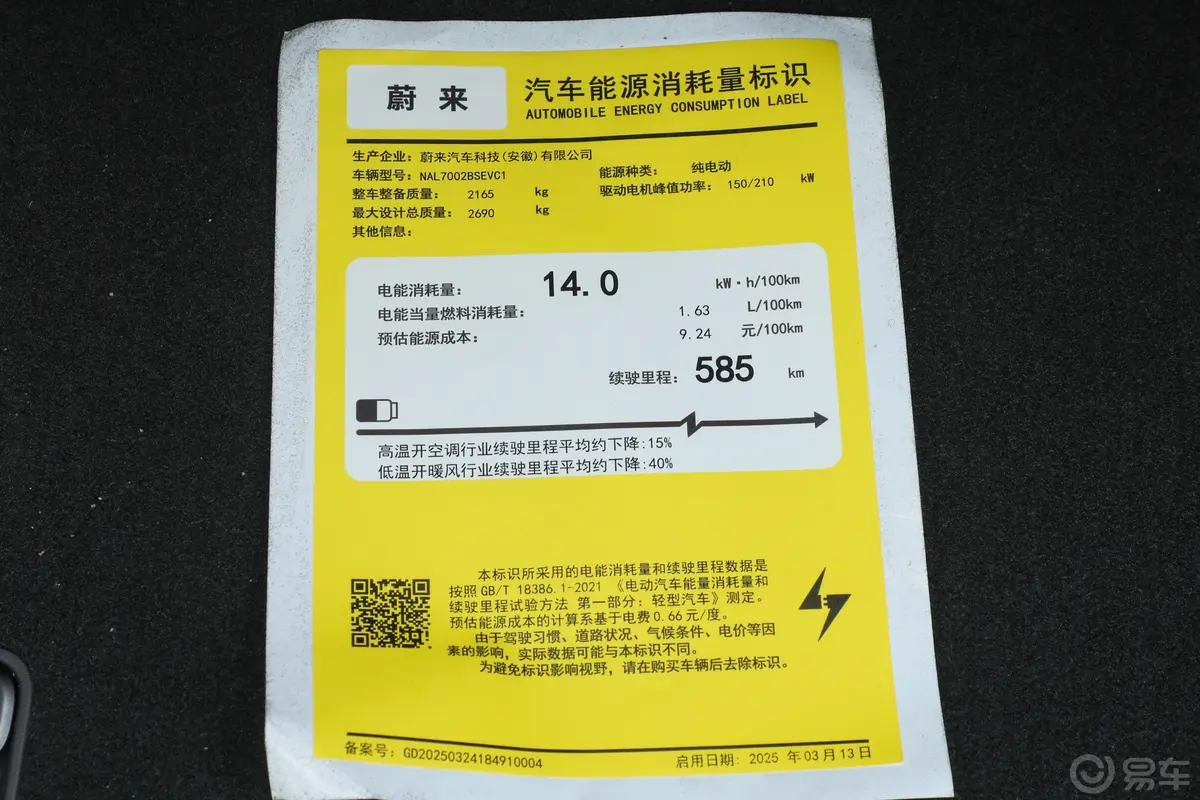 蔚来
汽车能源消耗量标识
AUTOMOBILE ENERGY CONSUMPTION LABEL
生产企业：蔚来汽车科技(安徽)有限公司
车辆型号：NAL7002BSEVC1
能源种类： 纯电动
整车整备质量： 2165 kg
驱动电机峰值功率： 150/210 kW
最大设计总质量： 2690 kg
其他信息：
电能消耗量： 14.0 kW·h/100km
电能当量燃料消耗量： 1.63 L/100km
预估能源成本： 9.24 元/100km
续驶里程： 585 km
高温开空调行业续驶里程平均约下降:15%
低温开暖风行业续驶里程平均约下降:40%
本标识所采用的电能消耗量和续驶里程数据是
按照GB/T 18386.1-2021 《电动汽车能量消耗量和
续驶里程试验方法 第一部分：轻型汽车》测定。
预估能源成本的计算系基于电费0.66元/度。
由于驾驶习惯、道路状况、气候条件、电价等因
素的影响，实际数据可能与本标识不同。
为避免标识影响视野，请在购买车辆后去除标识。
备案号：GD20250324184910004
启用日期：2025 年03月13日
易车